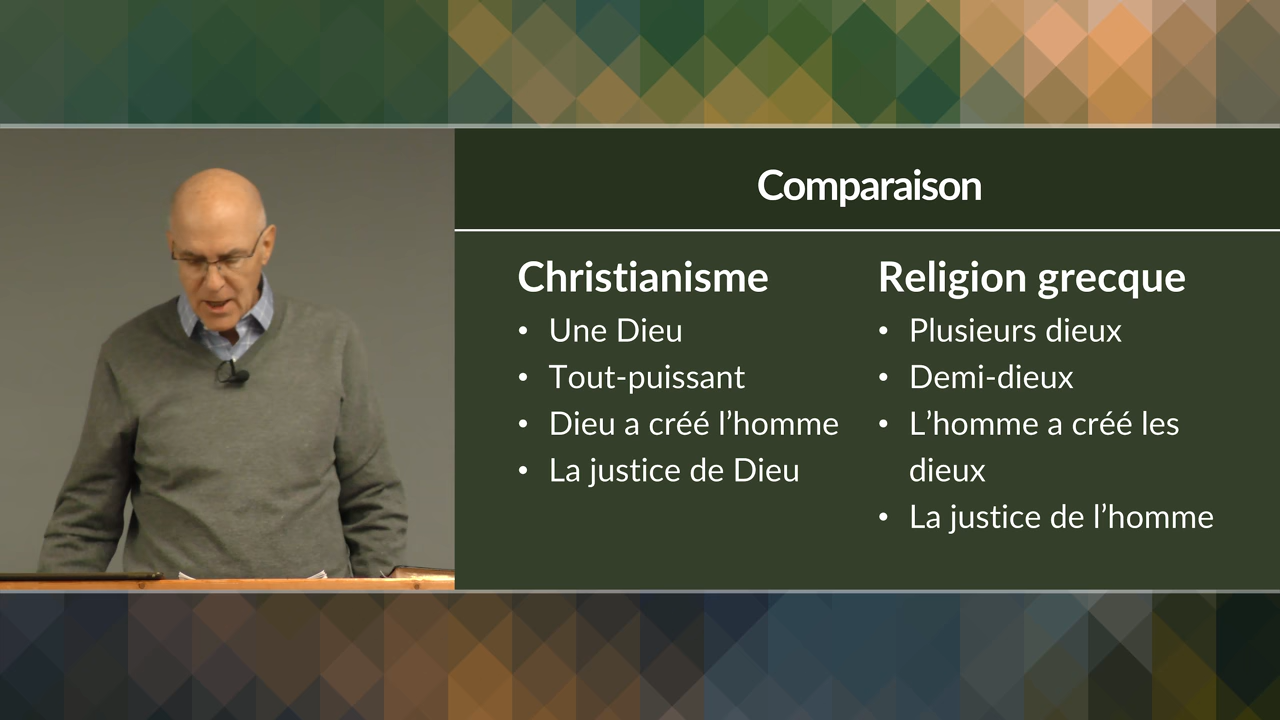 Comparaison
Christianisme
• Une Dieu
• Tout-puissant
• Dieu a créé l’homme
• La justice de Dieu
Religion grecque
• Plusieurs dieux
• Demi-dieux
• L’homme a créé les
dieux
• La justice de l’homme